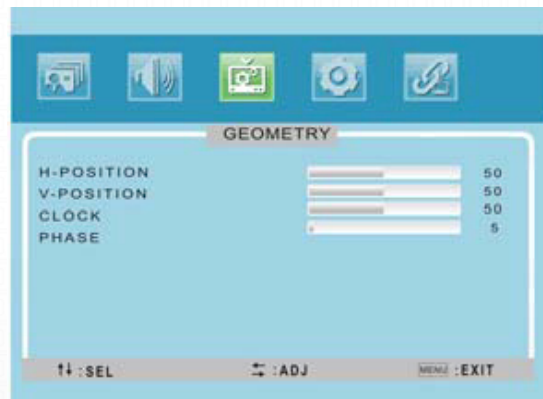 GEOMETRY
H-POSITION 50
V-POSITION 50
CLOCK 50
PHASE 5
↑↓ :SEL ⇆ :ADJ MENU :EXIT